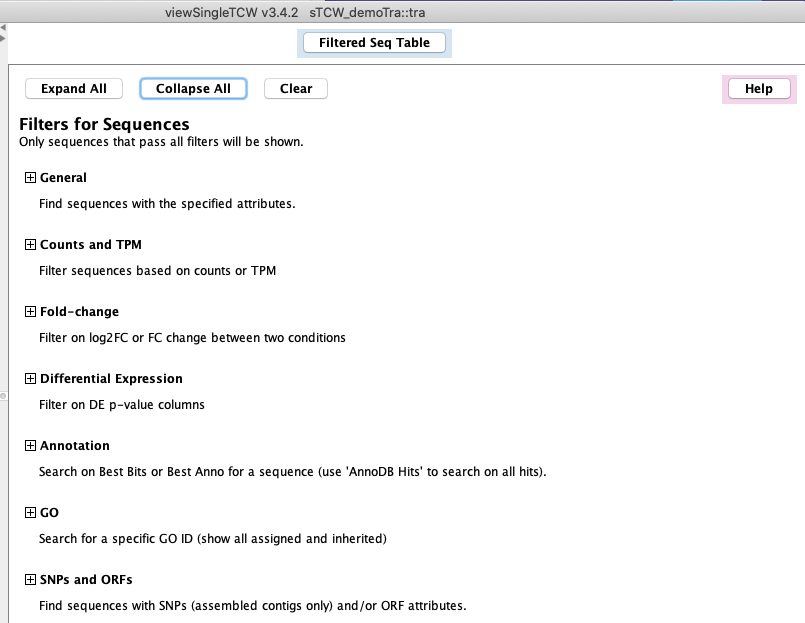 viewSingleTCW v3.4.2 sTCW_demoTra::tra
Filtered Seq Table
Expand All Collapse All Clear Help
Filters for Sequences
Only sequences that pass all filters will be shown.
General
Find sequences with the specified attributes.
Counts and TPM
Filter sequences based on counts or TPM
Fold-change
Filter on log2FC or FC change between two conditions
Differential Expression
Filter on DE p-value columns
Annotation
Search on Best Bits or Best Anno for a sequence (use 'AnnoDB Hits' to search on all hits).
GO
Search for a specific GO ID (show all assigned and inherited)
SNPs and ORFs
Find sequences with SNPs (assembled contigs only) and/or ORF attributes.